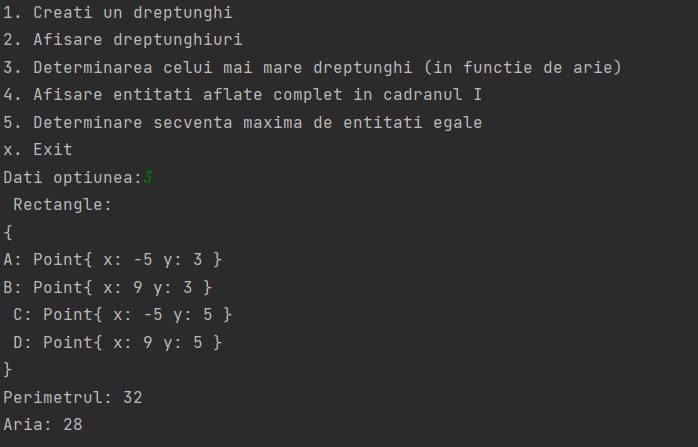 1. Creati un dreptunghi
2. Afisare dreptunghiuri
3. Determinarea celui mai mare dreptunghi (in functie de arie)
4. Afisare entitati aflate complet in cadranul I
5. Determinare secventa maxima de entitati egale
x. Exit
Dati optiunea:3
 Rectangle:
{
A: Point{ x: -5 y: 3 }
B: Point{ x: 9 y: 3 }
 C: Point{ x: -5 y: 5 }
 D: Point{ x: 9 y: 5 }
}
Perimetrul: 32
Aria: 28